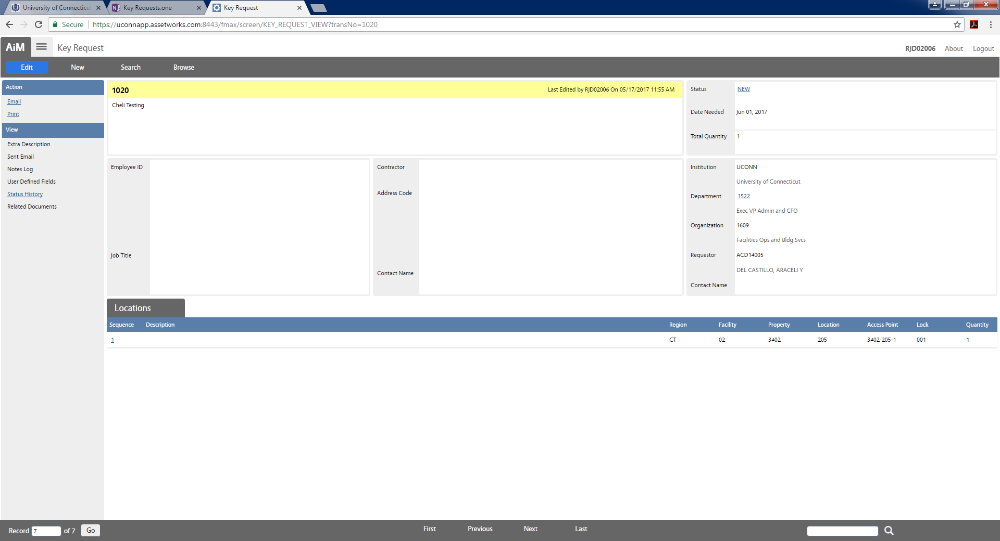 University of Connecticut
Key Requests.one
Key Request
Secure
https://uconnapp.assetworks.com:8443/fmax/screen/KEY_REQUEST_VIEW?transNo=1020
AiM
Key Request
RJD02006 About Logout
Edit New Search Browse
Action
Email
Print
View
Extra Description
Sent Email
Notes Log
User Defined Fields
Status History
Related Documents
1020 Last Edited by RJD02006 On 05/17/2017 11:55 AM
Cheli Testing
Status NEW
Date Needed Jun 01, 2017
Total Quantity 1
Employee ID
Job Title
Contractor
Address Code
Contact Name
Institution UCONN
University of Connecticut
Department 1522
Exec VP Admin and CFO
Organization 1609
Facilities Ops and Bldg Svcs
Requestor ACD14005
DEL CASTILLO, ARACELI Y
Contact Name
Locations
Sequence Description Region Facility Property Location Access Point Lock Quantity
1 CT 02 3402 205 3402-205-1 001 1
Record 7 of 7 Go First Previous Next Last